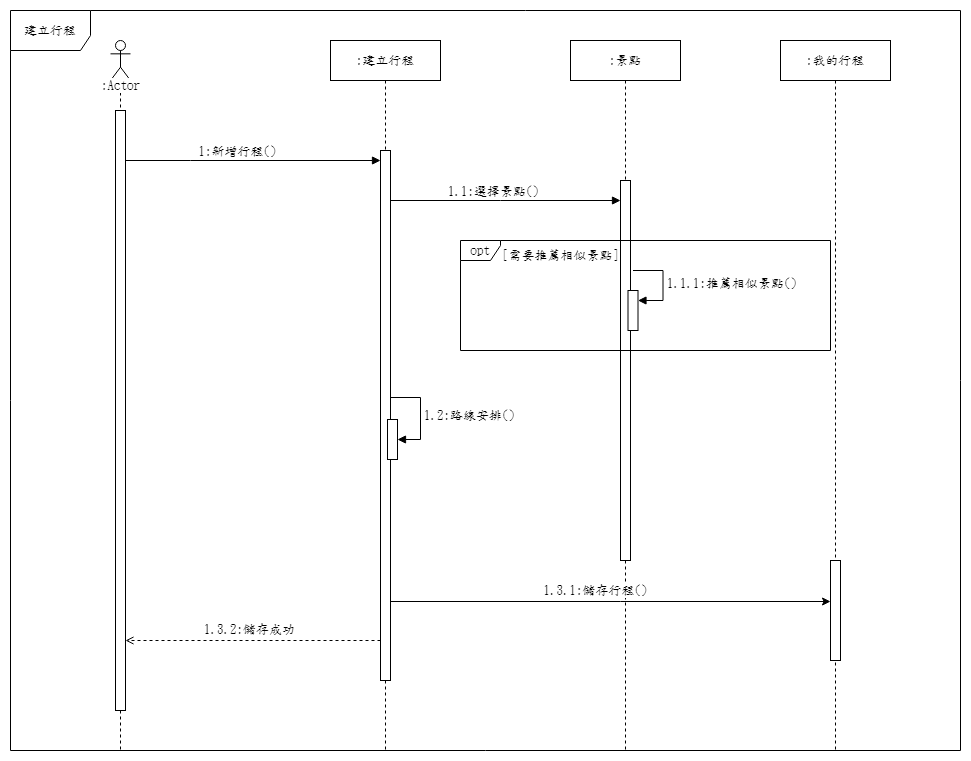 建立行程
:Actor
:建立行程
:景點
:我的行程
1:新增行程()
1.1:選擇景點()
opt
[需要推薦相似景點]
1.1.1:推薦相似景點()
1.2:路線安排()
1.3.1:儲存行程()
1.3.2:儲存成功